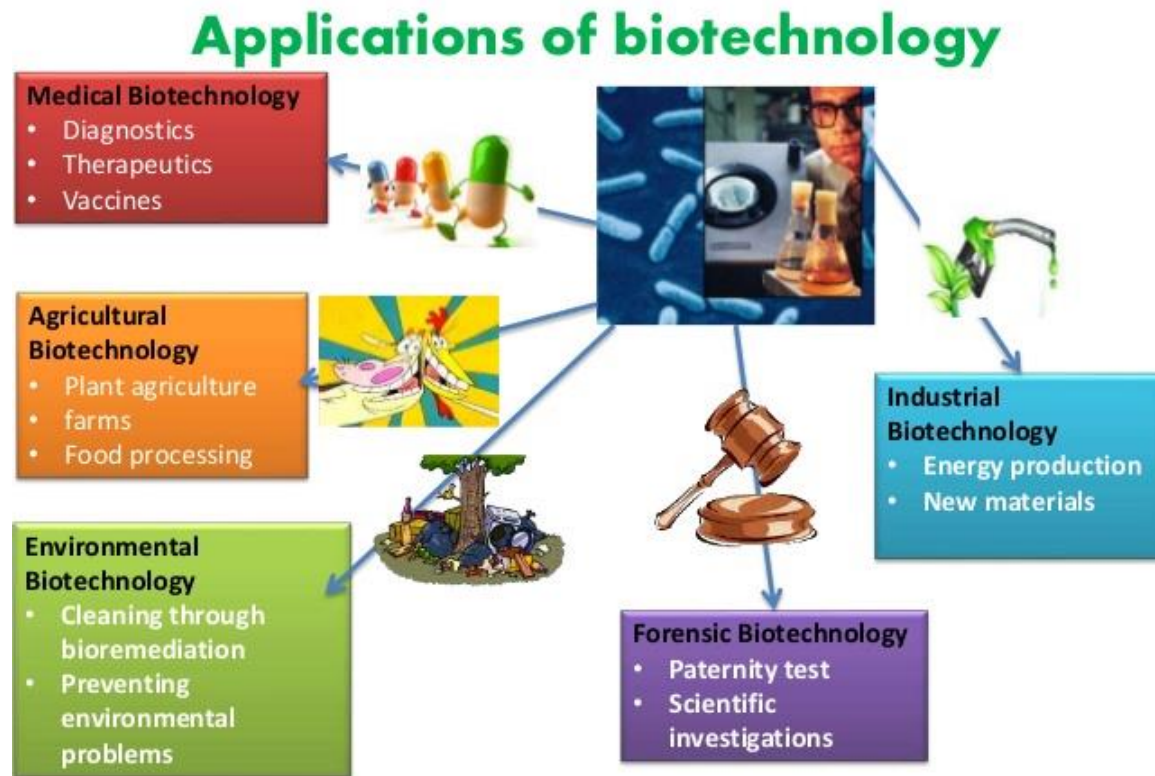 Applications of biotechnology
Medical Biotechnology
• Diagnostics
• Therapeutics
• Vaccines
Agricultural
Biotechnology
• Plant agriculture
• farms
• Food processing
Environmental
Biotechnology
• Cleaning through
bioremediation
• Preventing
environmental
problems
Forensic Biotechnology
• Paternity test
• Scientific
investigations
Industrial
Biotechnology
• Energy production
• New materials